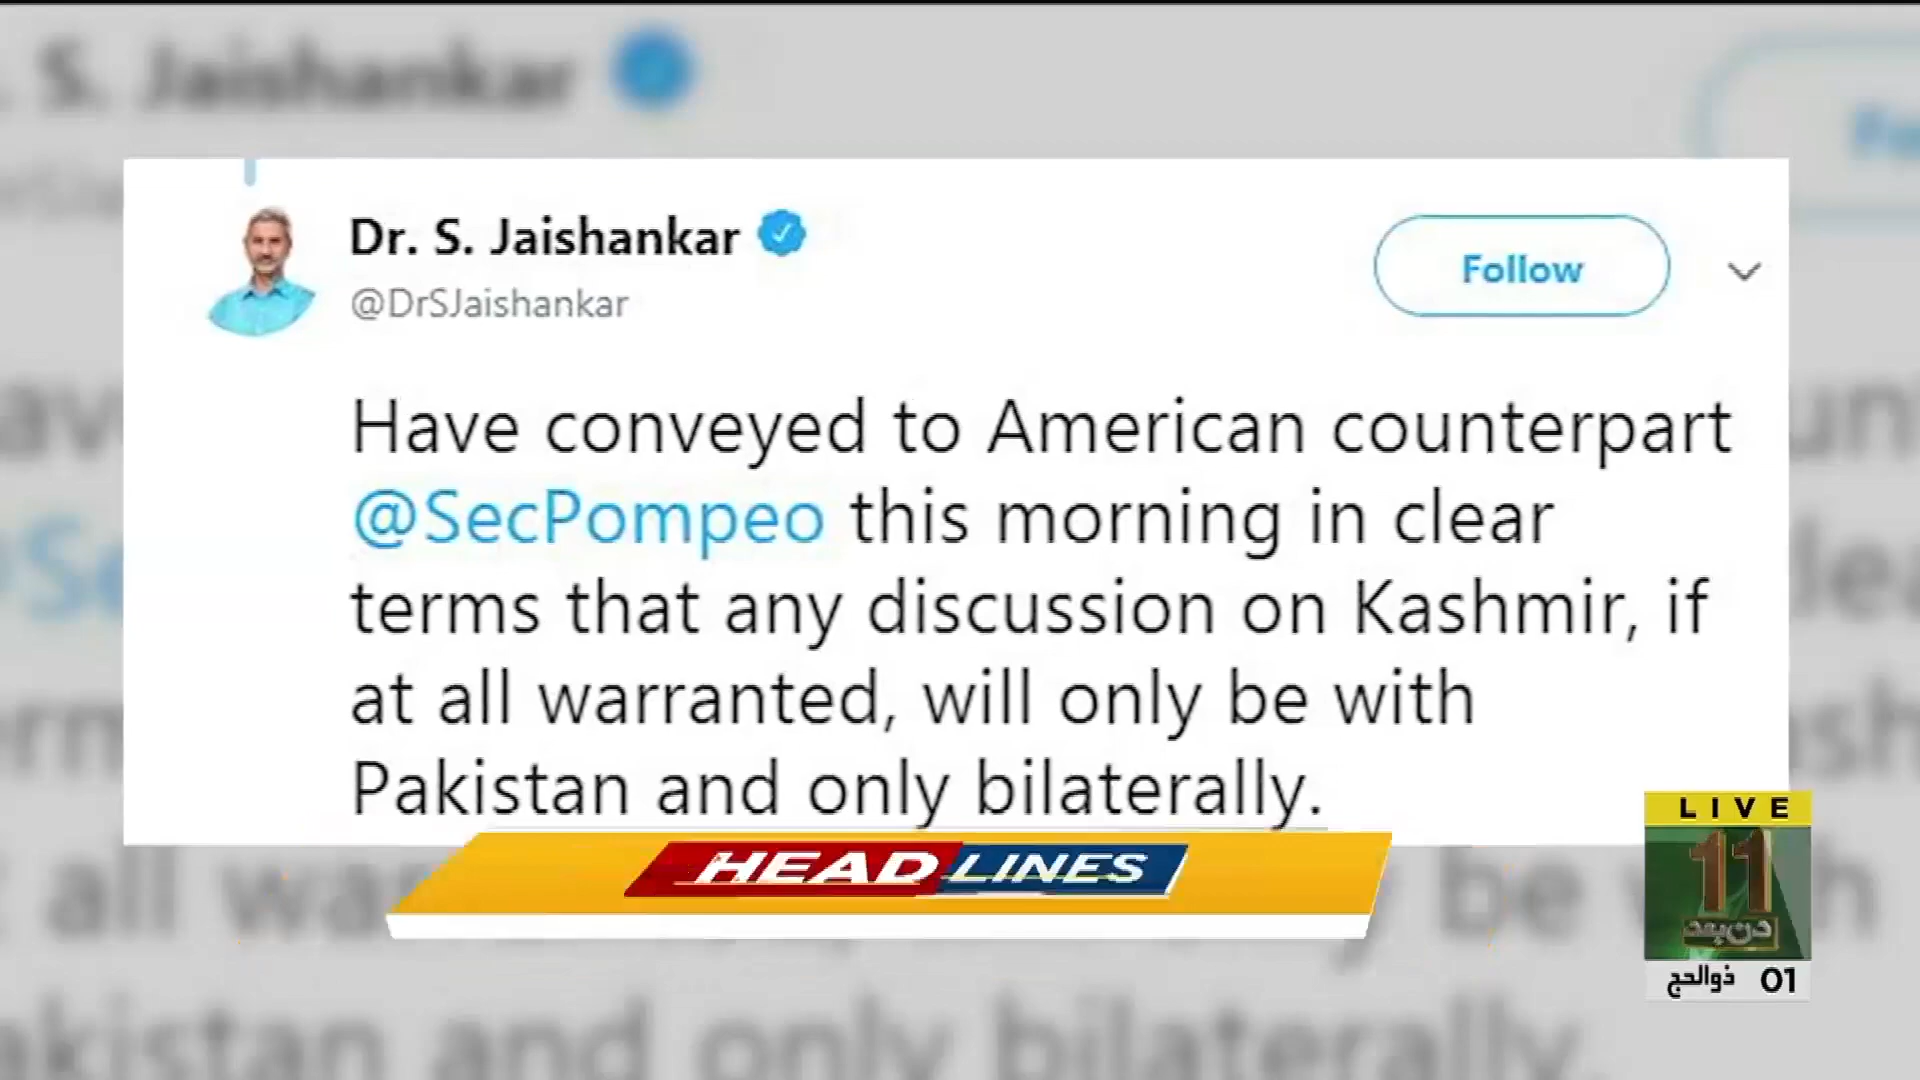 S. Jaishankar
Dr. S. Jaishankar
@DrSJaishankar
Follow
Have conveyed to American counterpart
@SecPompeo this morning in clear
terms that any discussion on Kashmir, if
at all warranted, will only be with
Pakistan and only bilaterally.
HEADLINES
LIVE
11
دن بعد
01 ذوالحج